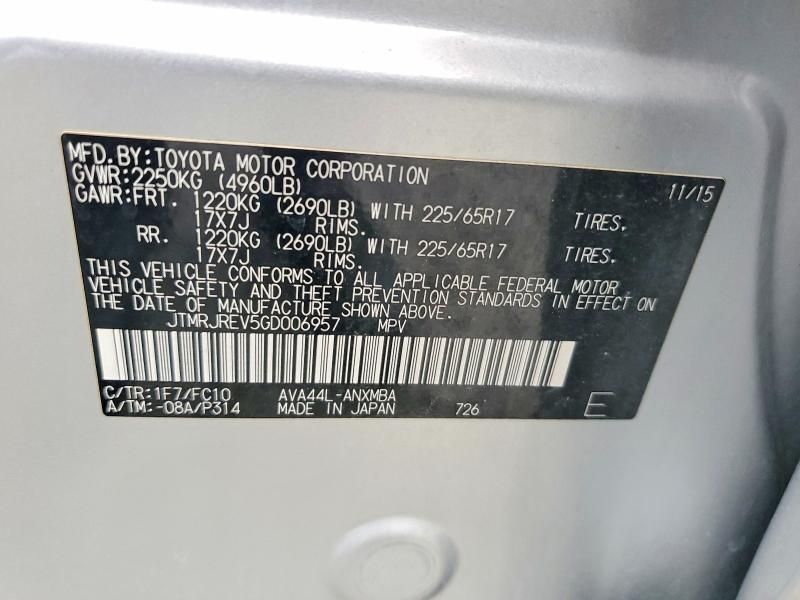 MFD.BY:TOYOTA MOTOR CORPORATION 11/15
GVWR:2250KG (4960LB)
GAWR:FRT. 1220KG (2690LB) WITH 225/65R17 TIRES.
17X7J RIMS.
RR. 1220KG (2690LB) WITH 225/65R17 TIRES.
17X7J RIMS.
THIS VEHICLE CONFORMS TO ALL APPLICABLE FEDERAL MOTOR
VEHICLE SAFETY AND THEFT PREVENTION STANDARDS IN EFFECT ON
THE DATE OF MANUFACTURE SHOWN ABOVE.
JTMRJREV5GD006957 MPV
C/TR:1F7/FC10 AVA44L-ANXMBA
A/TM:-08A/P314 MADE IN JAPAN 726 E